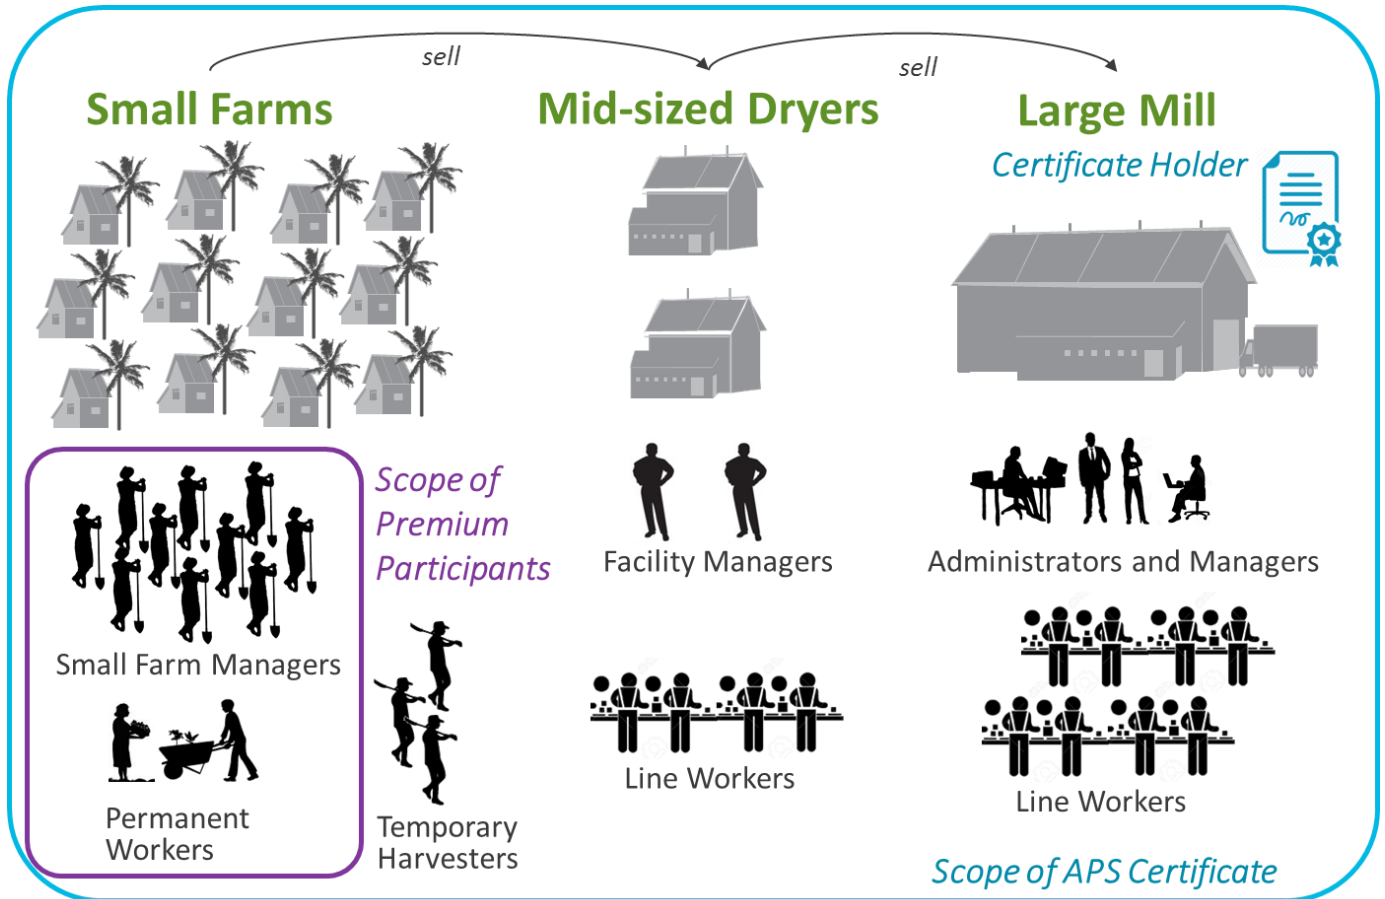 sell
sell
Small Farms
Mid-sized Dryers
Large Mill
Certificate Holder
Scope of
Premium
Participants
Small Farm Managers
Permanent
Workers
Temporary
Harvesters
Facility Managers
Line Workers
Administrators and Managers
Line Workers
Scope of APS Certificate